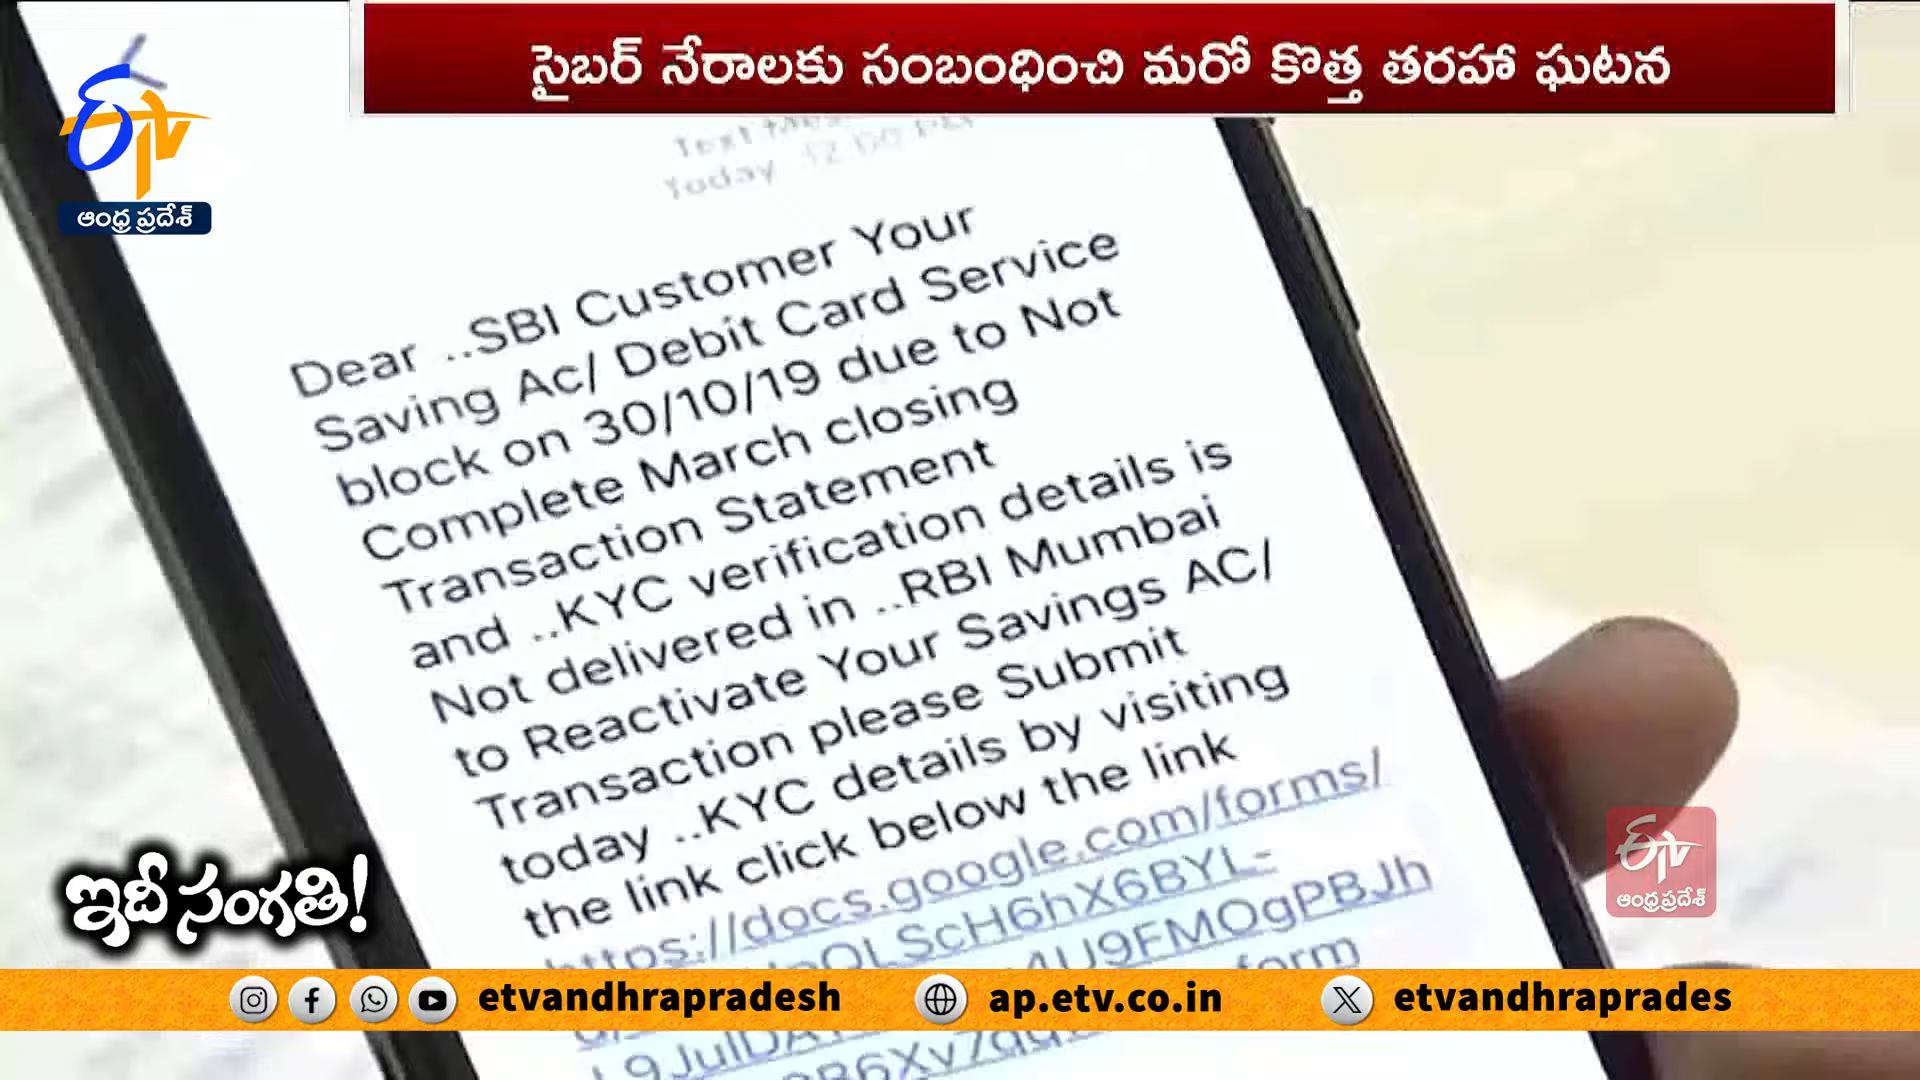 సైబర్ నేరాలకు సంబంధించి మరో కొత్త తరహా ఘటన
ETV
ఆంధ్ర ప్రదేశ్
Today
Dear ..SBI Customer Your
Saving Ac/ Debit Card Service
block on 30/10/19 due to Not
Complete March closing
Transaction Statement
and ..KYC verification details is
Not delivered in ..RBI Mumbai
to Reactivate Your Savings AC/
Transaction please Submit
today ..KYC details by visiting
the link click below the link
https://docs.google.com/forms/
ఇదీ సంగతి!
ETV
ఆంధ్రప్రదేశ్
etvandhrapradesh
ap.etv.co.in
etvandhraprades